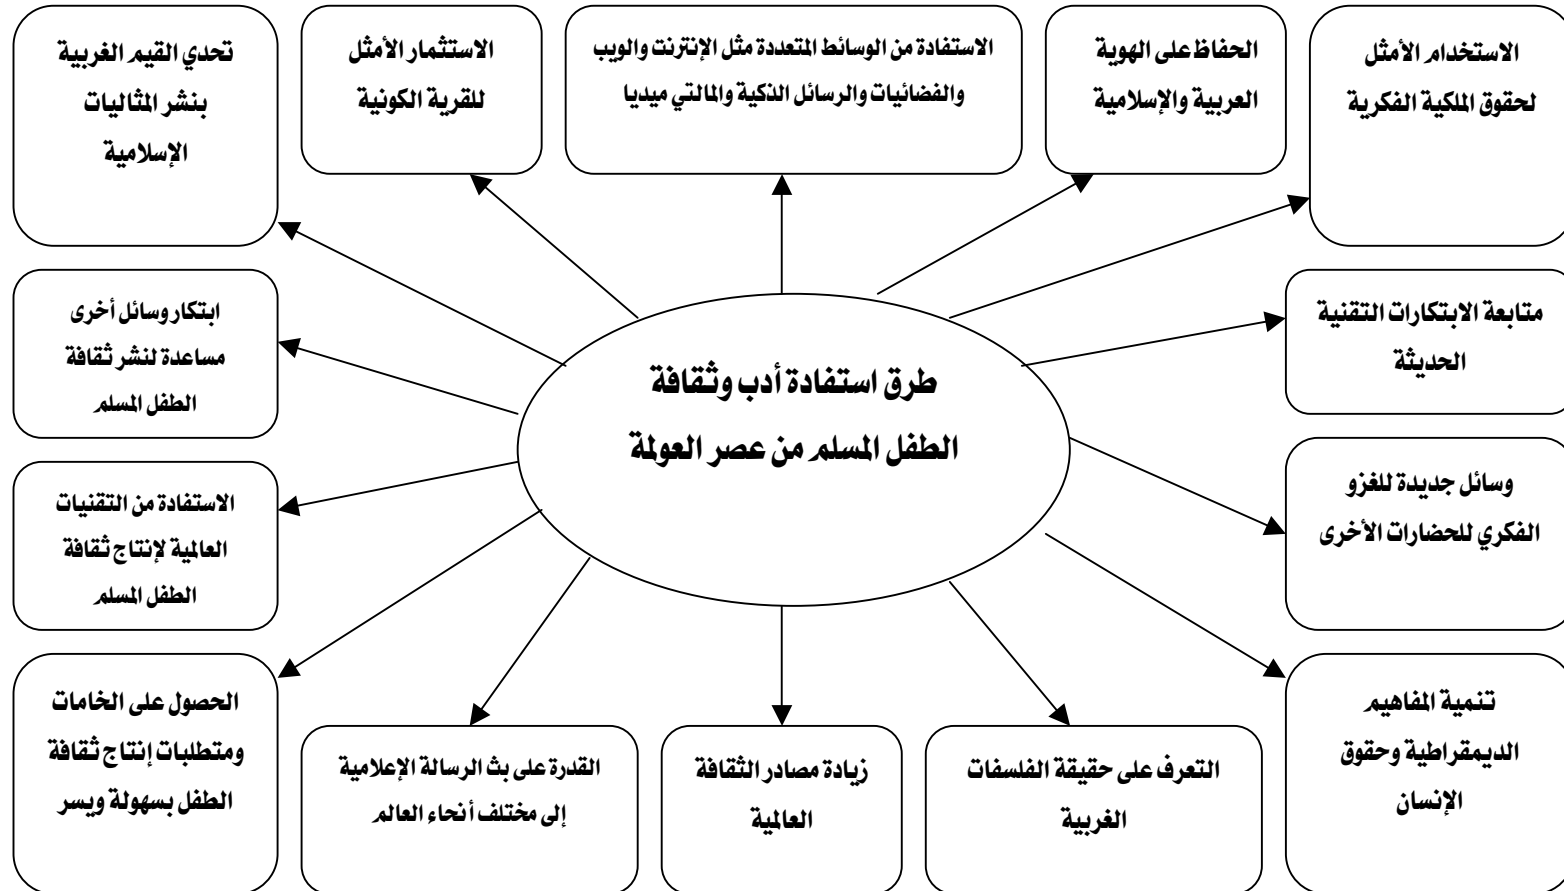 الاستخدام الأمثل
لحقوق الملكية الفكرية
الحفاظ على الهوية
العربية والإسلامية
الاستفادة من الوسائط المتعددة مثل الإنترنت والويب
والفضائيات والرسائل الذكية والمالتي ميديا
الاستثمار الأمثل
للقرية الكونية
تحدي القيم الغربية
بنشر المثاليات
الإسلامية
متابعة الابتكارات التقنية
الحديثة
ابتكار وسائل أخرى
مساعدة لنشر ثقافة
الطفل المسلم
طرق استفادة أدب وثقافة
الطفل المسلم من عصر العولمة
وسائل جديدة للغزو
الفكري للحضارات الأخرى
الاستفادة من التقنيات
العالمية لإنتاج ثقافة
الطفل المسلم
تنمية المفاهيم
الديمقراطية وحقوق
الإنسان
التعرف على حقيقة الفلسفات
الغربية
زيادة مصادر الثقافة
العالمية
القدرة على بث الرسالة الإعلامية
إلى مختلف أنحاء العالم
الحصول على الخامات
ومتطلبات إنتاج ثقافة
الطفل بسهولة ويسر